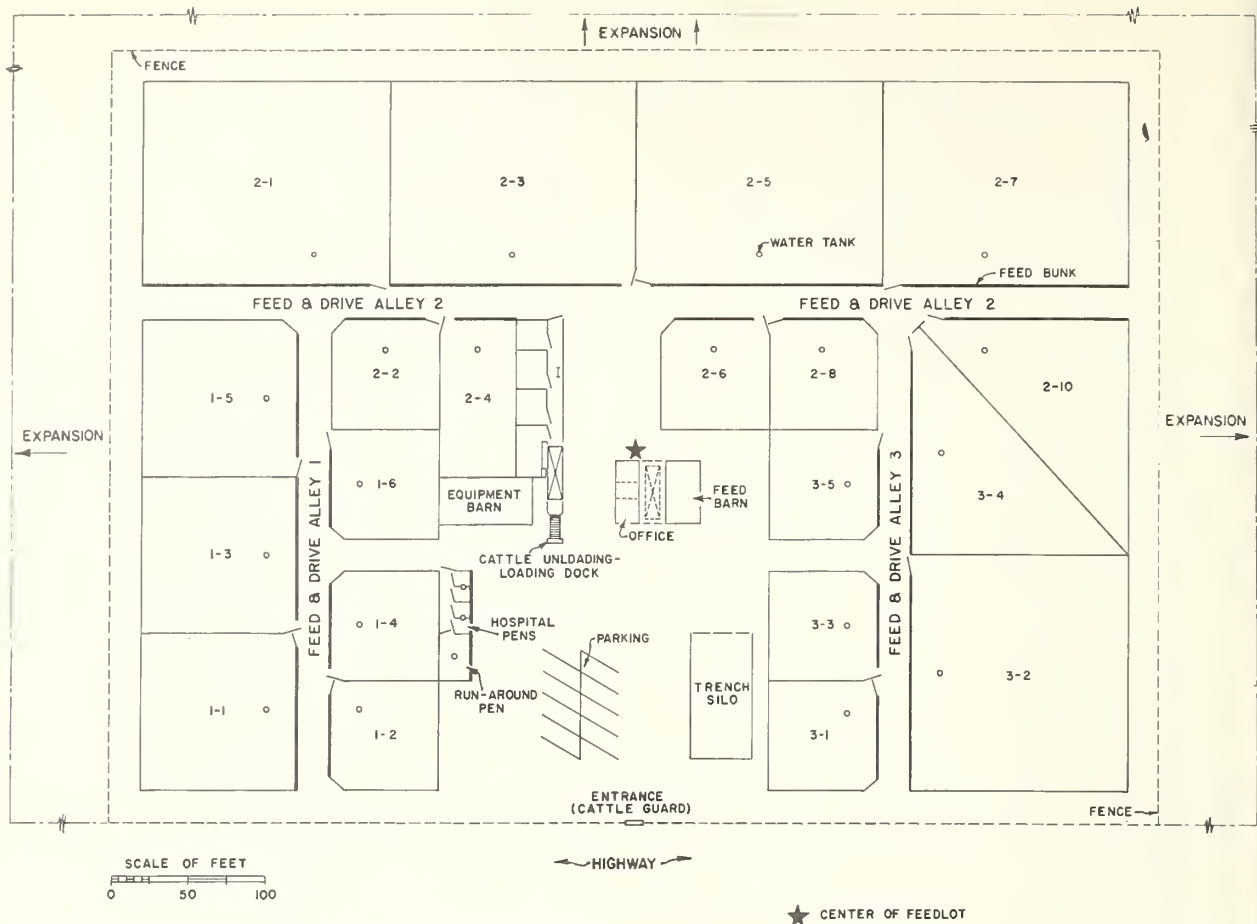 EXPANSION
FENCE
2-1
2-3
2-5
2-7
WATER TANK
FEED BUNK
FEED & DRIVE ALLEY 2
FEED & DRIVE ALLEY 2
2-2
2-4
I
2-6
2-8
2-10
1-5
EXPANSION
EXPANSION
FEED & DRIVE ALLEY 1
1-6
EQUIPMENT
BARN
FEED
BARN
OFFICE
3-5
FEED & DRIVE ALLEY 3
3-4
1-3
CATTLE UNLDADING-
LOADING DOCK
1-4
HOSPITAL
PENS
PARKING
3-3
RUN-AROUND
PEN
TRENCH
SILO
3-2
1-1
1-2
3-1
ENTRANCE
(CATTLE GUARD)
FENCE
SCALE OF FEET
0 50 100
HIGHWAY
★ CENTER OF FEEDLOT